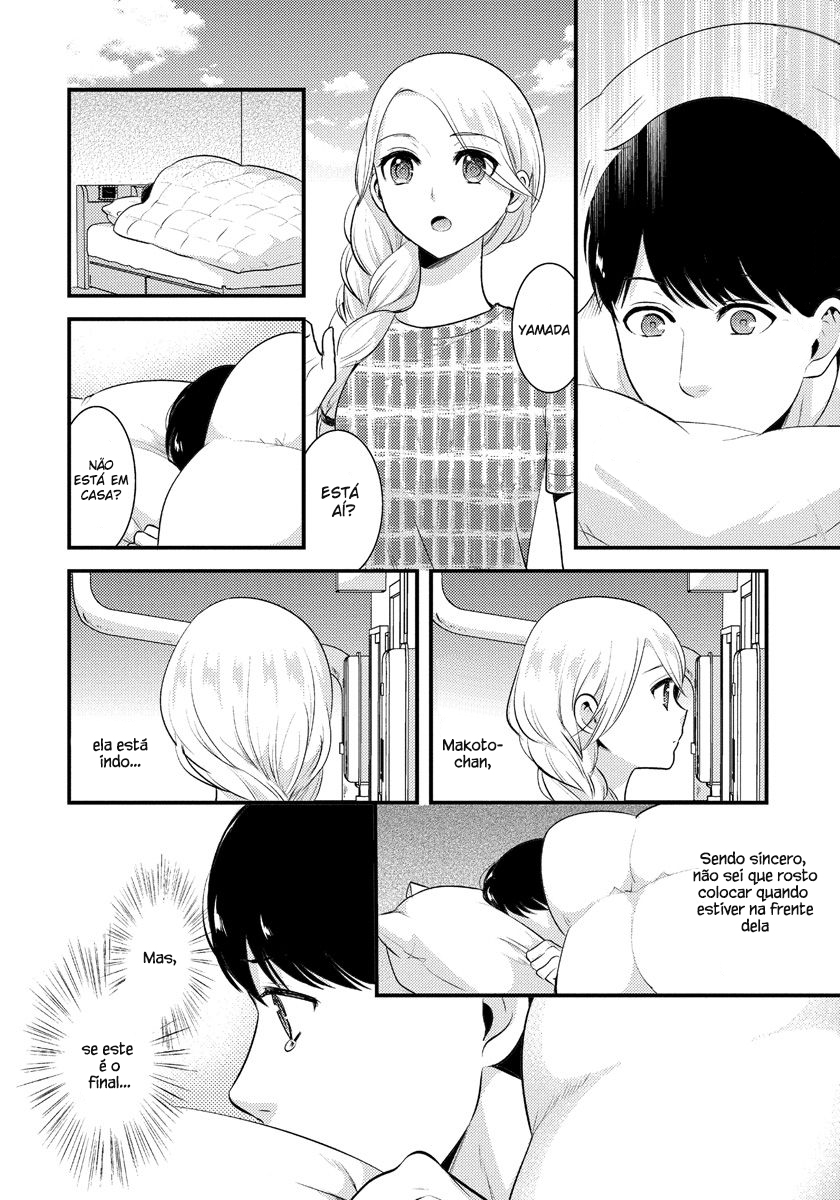 YAMADA
ESTÁ
AÍ?
NÃO
ESTÁ EM
CASA?
Makoto-
chan,
ela está
indo...
Sendo sincero,
não sei que rosto
colocar quando
estiver na frente
dela
Mas,
se este
é o
final...